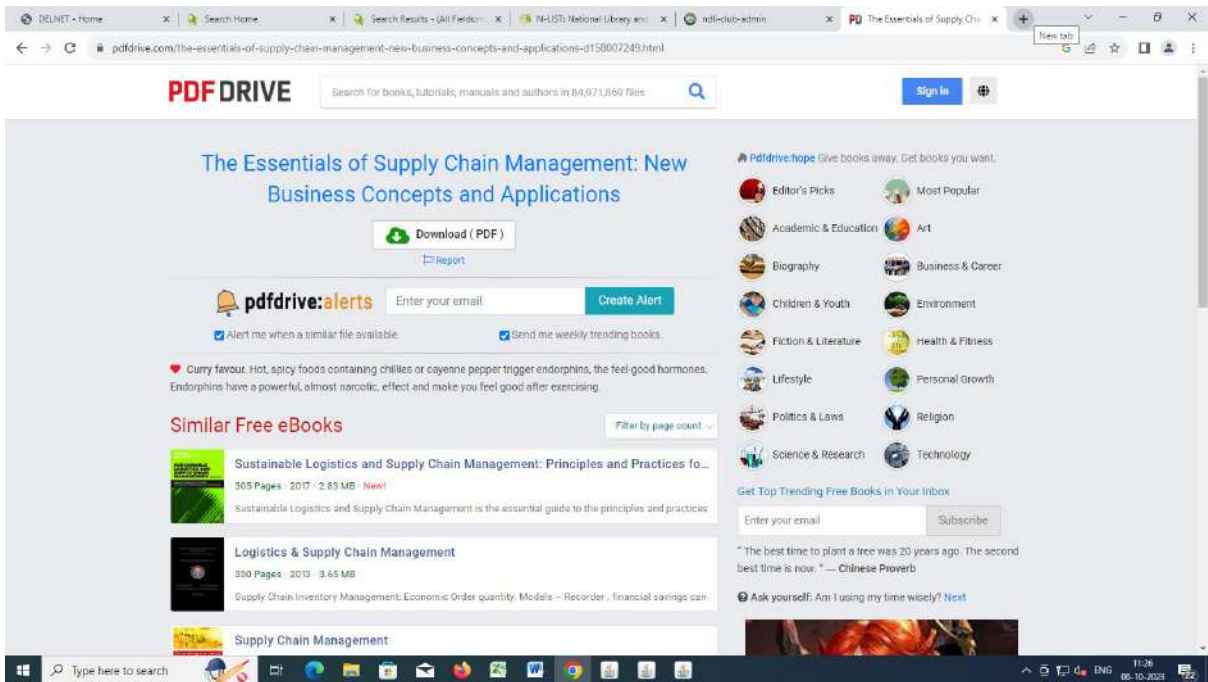 DELNET - Home
Search Home
Search Results - (All Fields:
N-LIST: National Library and
ndli-club-admin
The Essentials of Supply Cha
New tab
pdfdrive.com/the-essentials-of-supply-chain-management-new-business-concepts-and-applications-d158007249.html
PDF DRIVE
Search for books, tutorials, manuals and authors in 84,971,869 files.
Sign in
The Essentials of Supply Chain Management: New
Business Concepts and Applications
Download ( PDF )
Report
pdfdrive:alerts
Enter your email
Create Alert
Alert me when a similar file available.
Send me weekly trending books.
Curry favour. Hot, spicy foods containing chillies or cayenne pepper trigger endorphins, the feel-good hormones.
Endorphins have a powerful, almost narcotic, effect and make you feel good after exercising.
Similar Free eBooks
Filter by page count
Sustainable Logistics and Supply Chain Management: Principles and Practices fo...
305 Pages · 2017 · 2.83 MB · New!
Sustainable Logistics and Supply Chain Management is the essential guide to the principles and practices
Logistics & Supply Chain Management
330 Pages · 2013 · 3.65 MB
Supply Chain Inventory Management: Economic Order quantity. Models – Recorder , financial savings can
Supply Chain Management
Pdfdrive:hope Give books away. Get books you want.
Editor's Picks
Most Popular
Academic & Education
Art
Biography
Business & Career
Children & Youth
Environment
Fiction & Literature
Health & Fitness
Lifestyle
Personal Growth
Politics & Laws
Religion
Science & Research
Technology
Get Top Trending Free Books in Your Inbox
Enter your email
Subscribe
" The best time to plant a tree was 20 years ago. The second
best time is now. " — Chinese Proverb
Ask yourself: Am I using my time wisely? Next
Type here to search
ENG
11:26
06-10-2023